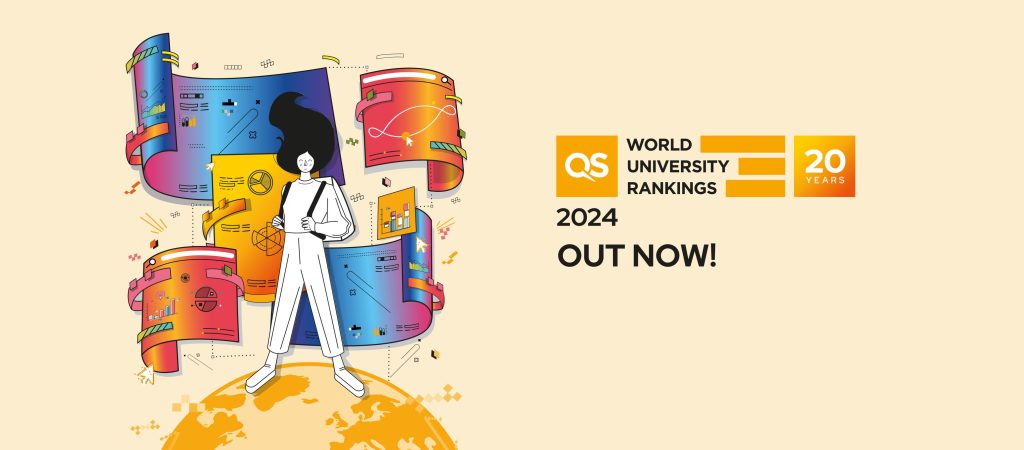 QS
WORLD
UNIVERSITY
RANKINGS
20
YEARS
2024
OUT NOW!